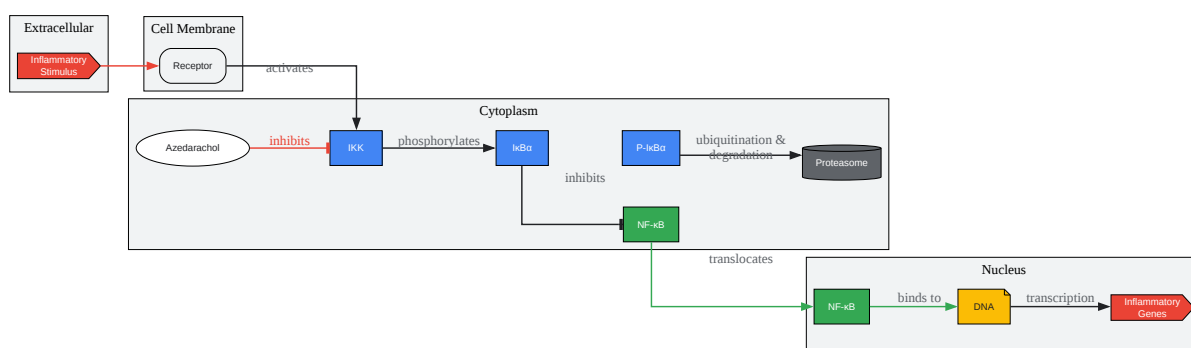 Extracellular
Cell Membrane
Inflammatory
Stimulus
Receptor
activates
Cytoplasm
Azedarachol
inhibits
IKK
phosphorylates
IκBα
P-IκBα
ubiquitination &
degradation
Proteasome
inhibits
NF-κB
translocates
Nucleus
NF-κB
binds to
DNA
transcription
Inflammatory
Genes